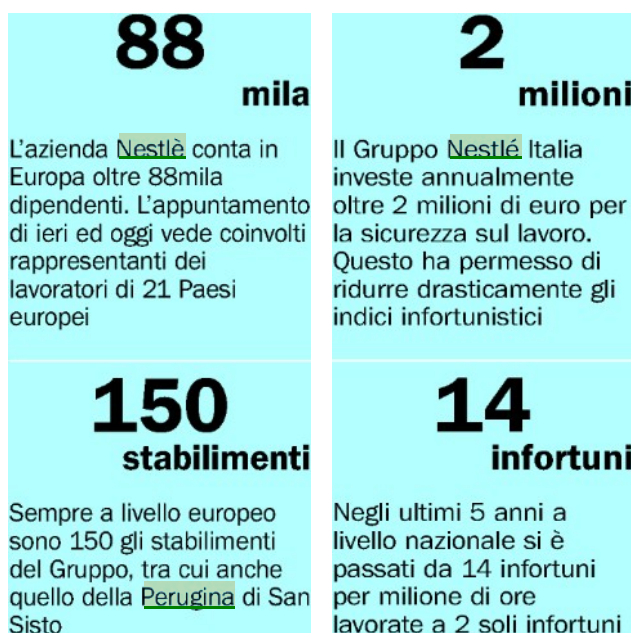 88
mila
L'azienda Nestlè conta in
Europa oltre 88mila
dipendenti. L'appuntamento
di ieri ed oggi vede coinvolti
rappresentanti dei
lavoratori di 21 Paesi
europei
2
milioni
Il Gruppo Nestlé Italia
investe annualmente
oltre 2 milioni di euro per
la sicurezza sul lavoro.
Questo ha permesso di
ridurre drasticamente gli
indici infortunistici
150
stabilimenti
Sempre a livello europeo
sono 150 gli stabilimenti
del Gruppo, tra cui anche
quello della Perugina di San
Sisto
14
infortuni
Negli ultimi 5 anni a
livello nazionale si è
passati da 14 infortuni
per milione di ore
lavorate a 2 soli infortuni